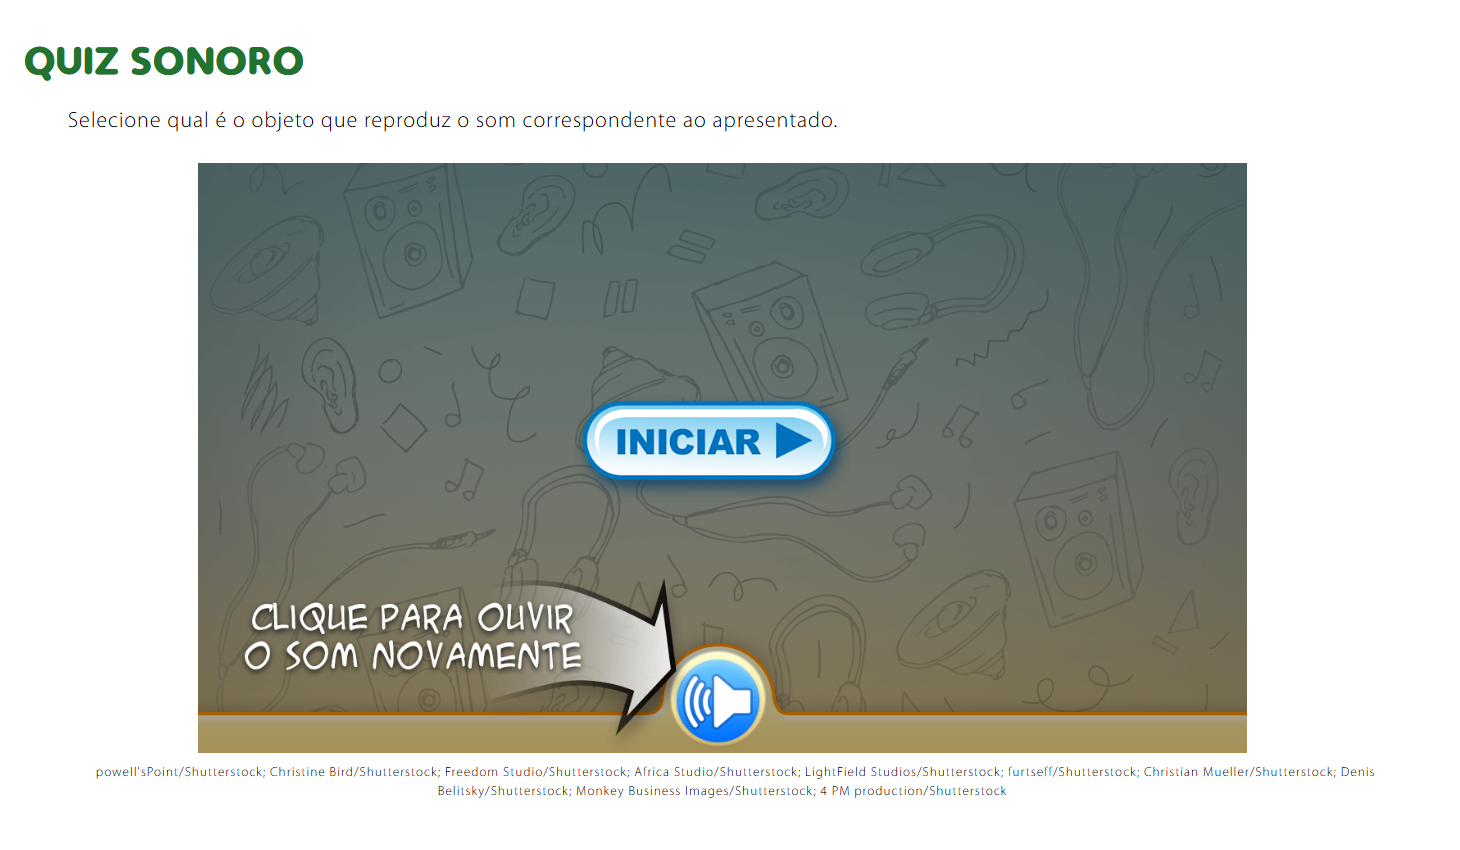 QUIZ SONORO
Selecione qual é o objeto que reproduz o som correspondente ao apresentado.
INICIAR
CLIQUE PARA OUVIR
O SOM NOVAMENTE
powell'sPoint/Shutterstock; Christine Bird/Shutterstock; Freedom Studio/Shutterstock; Africa Studio/Shutterstock; LightField Studios/Shutterstock; furtseff/Shutterstock; Christian Mueller/Shutterstock; Denis
Belitsky/Shutterstock; Monkey Business Images/Shutterstock; 4 PM production/Shutterstock